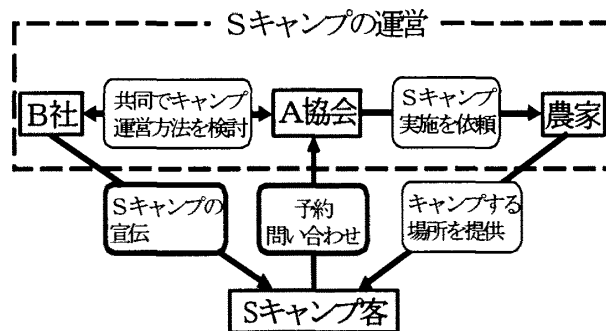 Sキャンプの運営
B社
共同でキャンプ
運営方法を検討
A協会
Sキャンプ
実施を依頼
農家
Sキャンプの
宣伝
予約
問い合わせ
キャンプする
場所を提供
Sキャンプ客